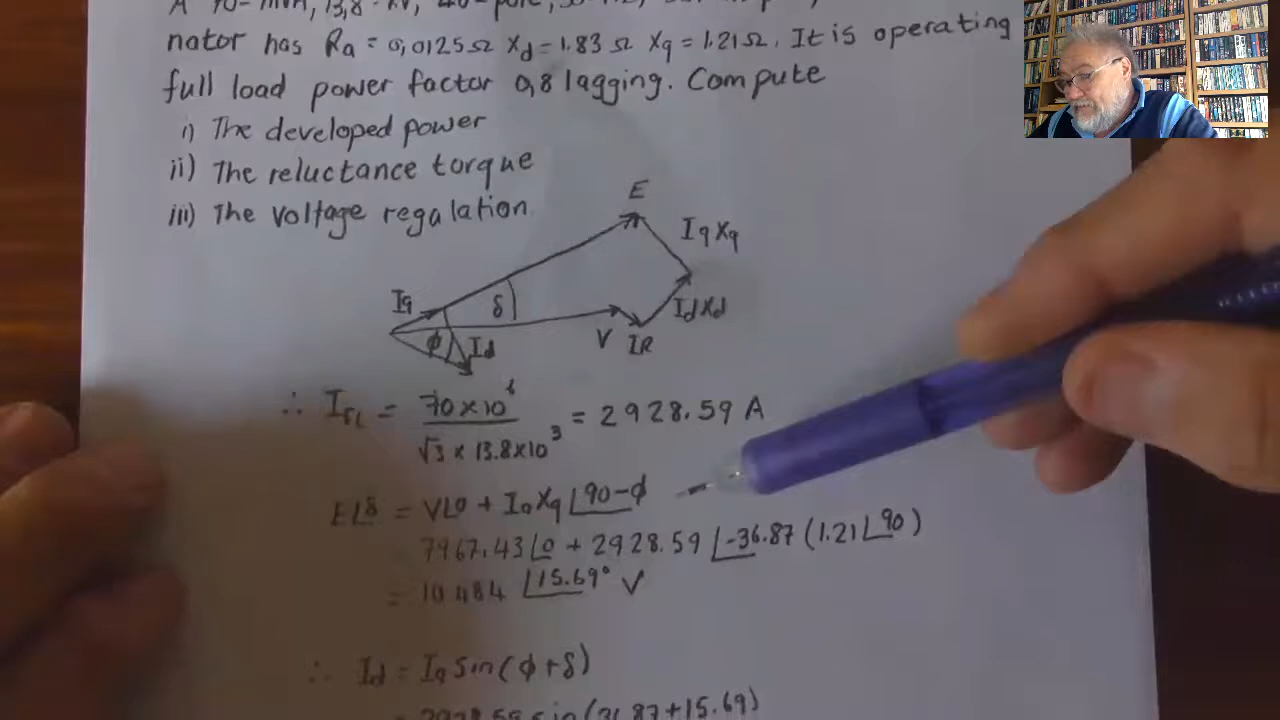 nator has Ra = 0,0125Ω Xd = 1.83 Ω Xq = 1.21Ω. It is operating
full load power factor 0,8 lagging. Compute
i) The developed power
ii) The reluctance torque
iii) The voltage regulation
E
IqXq
Iq
δ
IdXd
φ
Id
V
IR
∴ IFL = 70×10⁶ / √3 × 13.8×10³ = 2928.59 A
E∠δ = V∠0 + IaXq ∠90-φ
7967.43∠0 + 2928.59 ∠-36.87 (1.21∠90)
= 10 484 ∠15.69° V
∴ Id = Ia Sin(φ+δ)